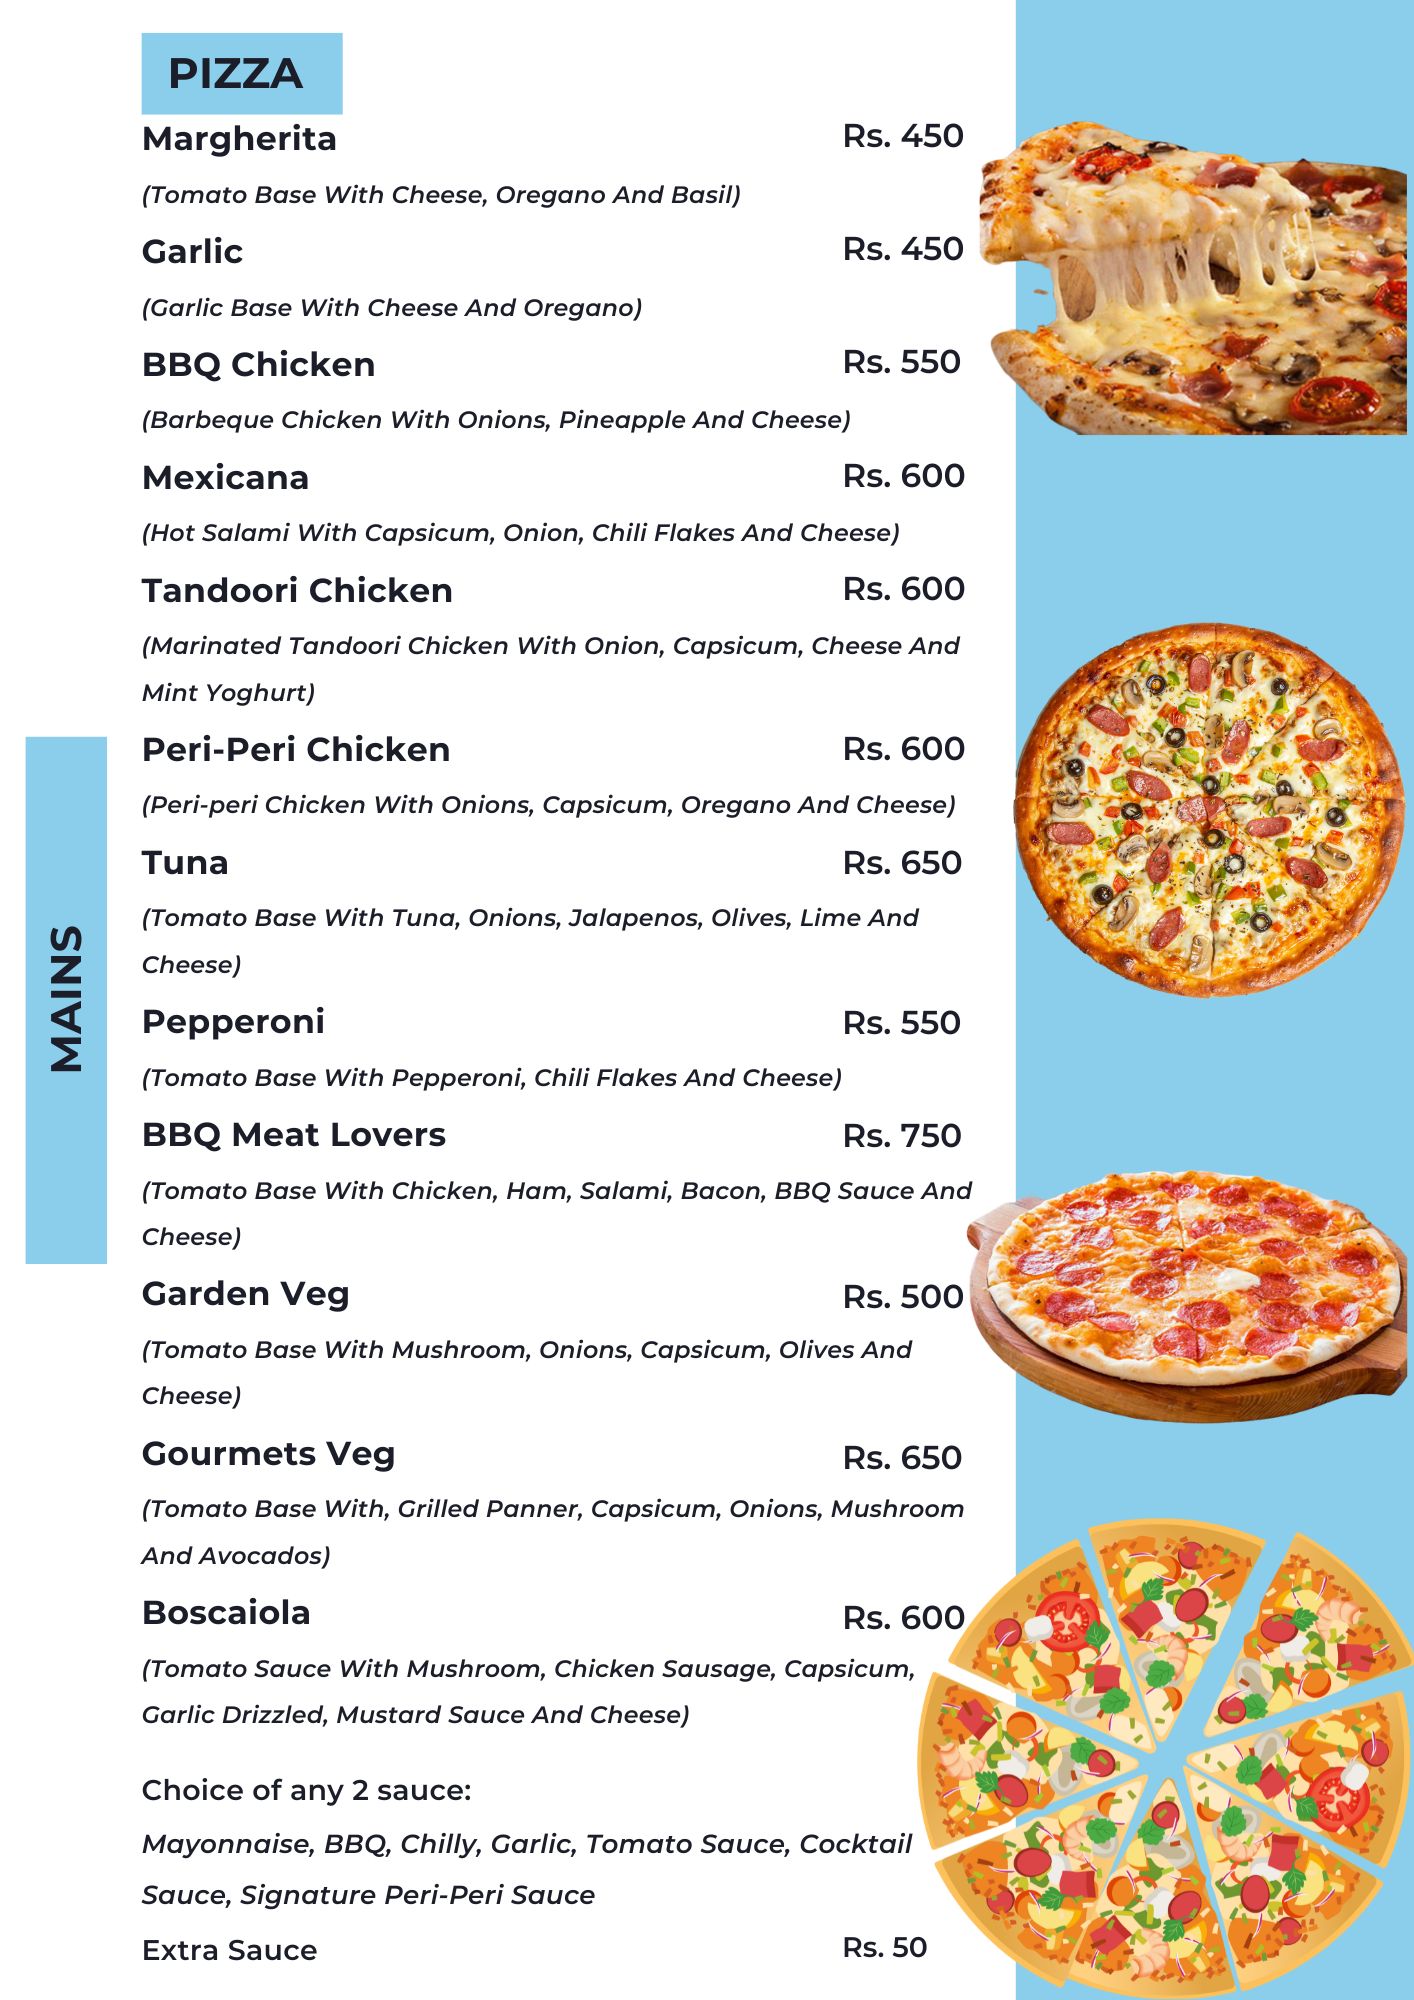 PIZZA
Margherita Rs. 450
(Tomato Base With Cheese, Oregano And Basil)
Garlic Rs. 450
(Garlic Base With Cheese And Oregano)
BBQ Chicken Rs. 550
(Barbeque Chicken With Onions, Pineapple And Cheese)
Mexicana Rs. 600
(Hot Salami With Capsicum, Onion, Chili Flakes And Cheese)
Tandoori Chicken Rs. 600
(Marinated Tandoori Chicken With Onion, Capsicum, Cheese And
Mint Yoghurt)
Peri-Peri Chicken Rs. 600
(Peri-peri Chicken With Onions, Capsicum, Oregano And Cheese)
Tuna Rs. 650
(Tomato Base With Tuna, Onions, Jalapenos, Olives, Lime And
Cheese)
Pepperoni Rs. 550
(Tomato Base With Pepperoni, Chili Flakes And Cheese)
BBQ Meat Lovers Rs. 750
(Tomato Base With Chicken, Ham, Salami, Bacon, BBQ Sauce And
Cheese)
Garden Veg Rs. 500
(Tomato Base With Mushroom, Onions, Capsicum, Olives And
Cheese)
Gourmets Veg Rs. 650
(Tomato Base With, Grilled Panner, Capsicum, Onions, Mushroom
And Avocados)
Boscaiola Rs. 600
(Tomato Sauce With Mushroom, Chicken Sausage, Capsicum,
Garlic Drizzled, Mustard Sauce And Cheese)
Choice of any 2 sauce:
Mayonnaise, BBQ, Chilly, Garlic, Tomato Sauce, Cocktail
Sauce, Signature Peri-Peri Sauce
Extra Sauce Rs. 50
MAINS